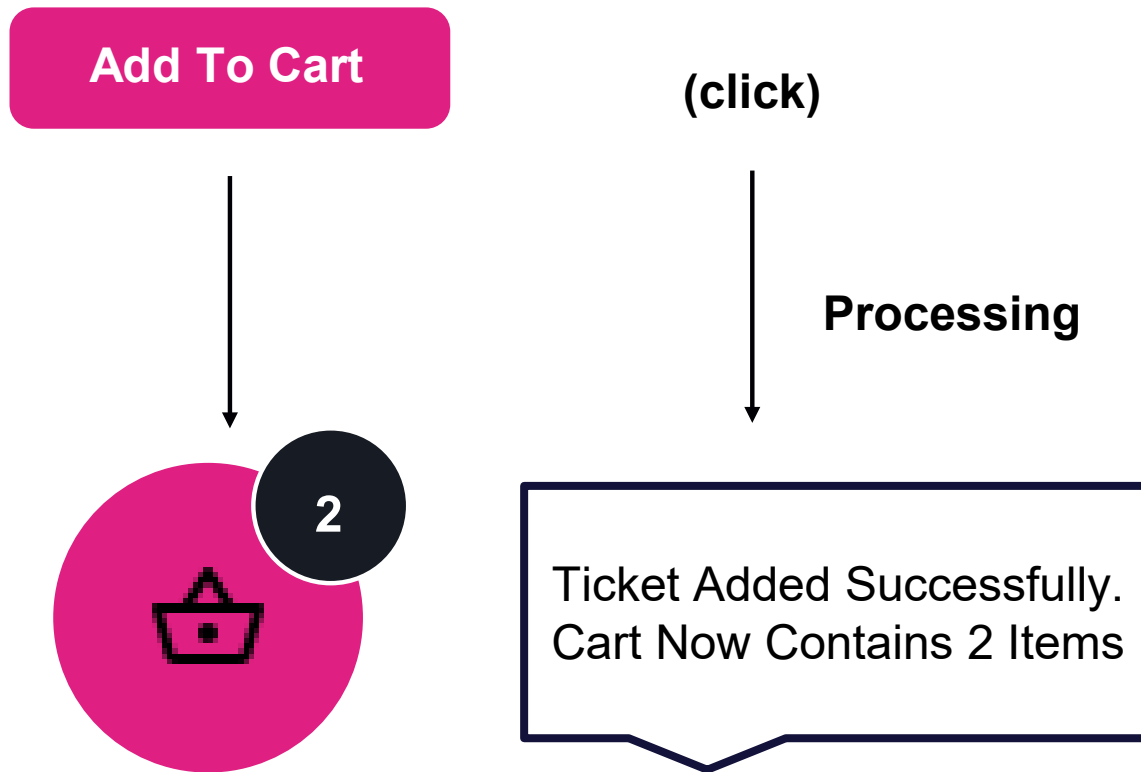 Add To Cart
(click)
Processing
2
Ticket Added Successfully.
Cart Now Contains 2 Items